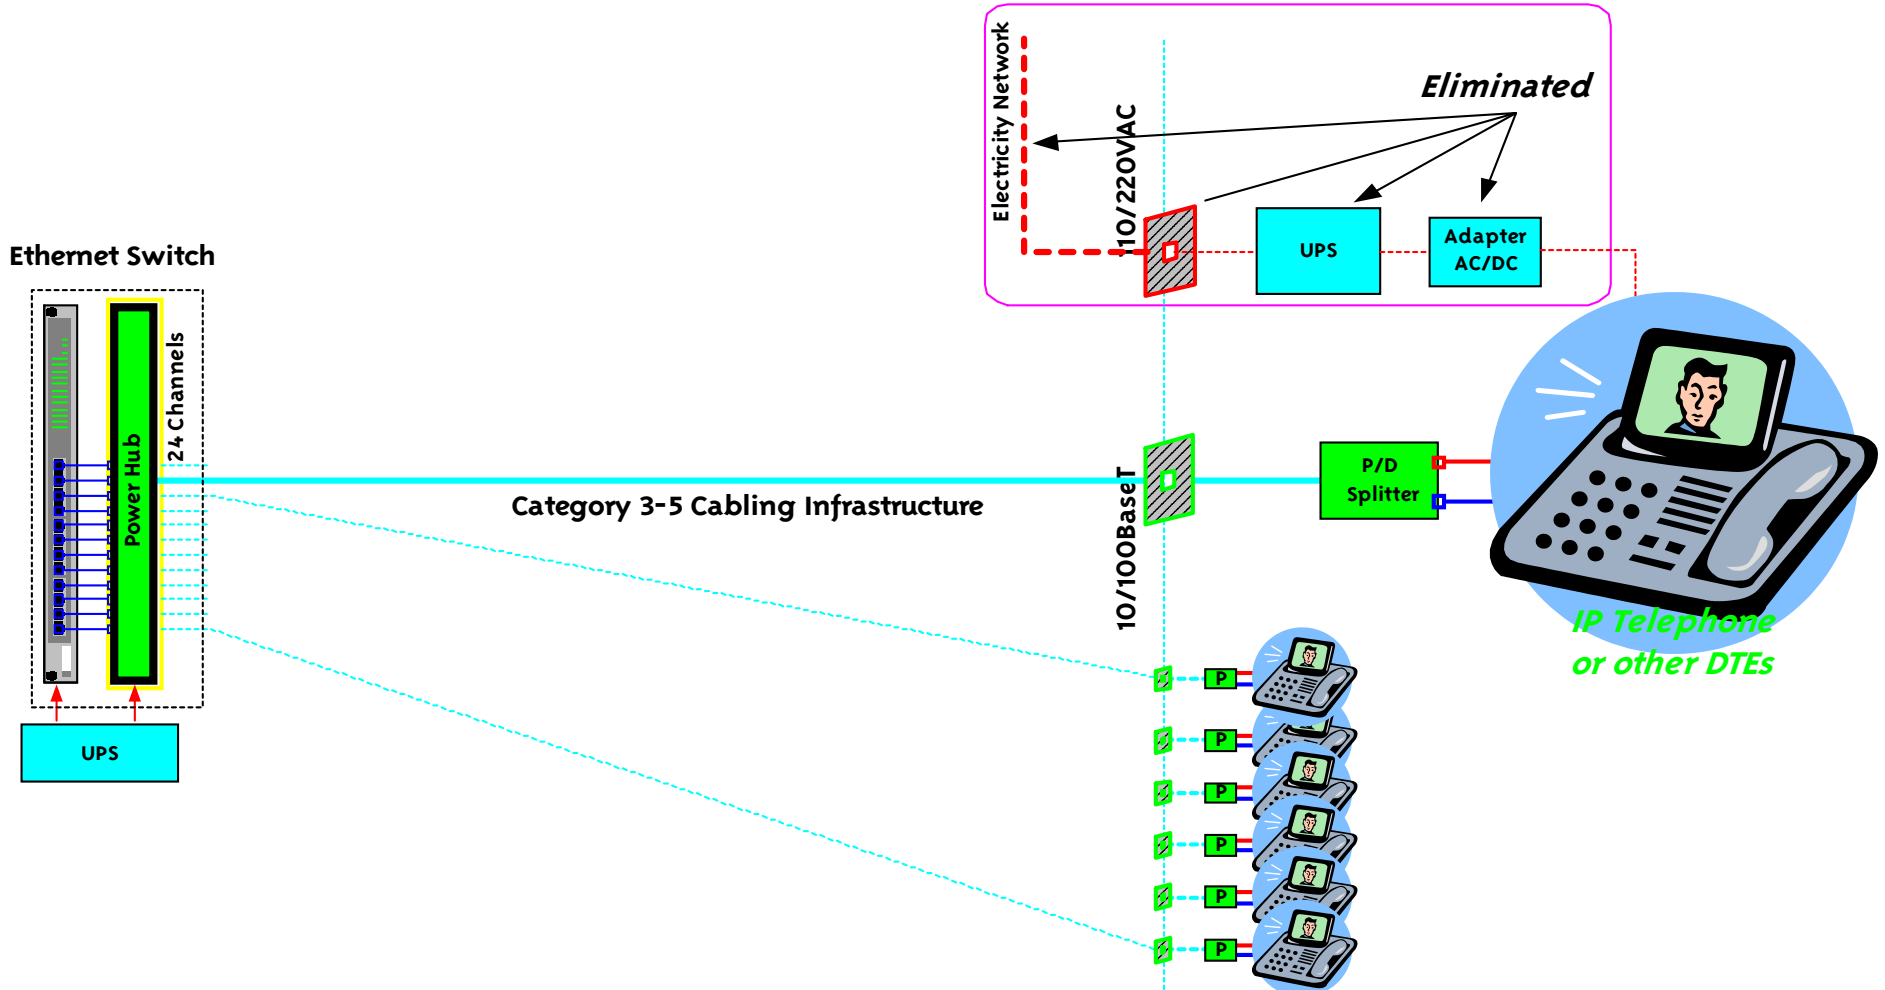 Electricity Network
110/220VAC
Eliminated
UPS
Adapter
AC/DC
Ethernet Switch
Power Hub
24 Channels
UPS
Category 3-5 Cabling Infrastructure
10/100BaseT
P/D
Splitter
IP Telephone
or other DTEs
P
P
P
P
P
P